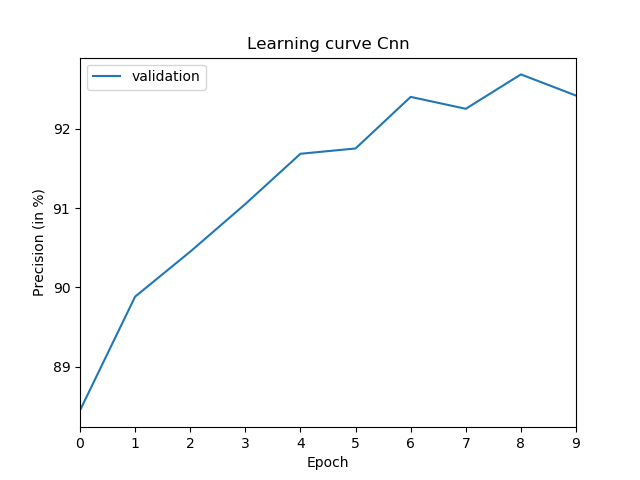 Learning curve Cnn
validation
Precision (in %)
92
91
90
89
0 1 2 3 4 5 6 7 8 9
Epoch